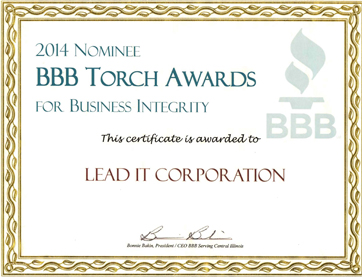 2014 NOMINEE
BBB TORCH AWARDS
FOR BUSINESS INTEGRITY
BBB
This certificate is awarded to
LEAD IT CORPORATION
Bonnie Bakin, President / CEO BBB Serving Central Illinois